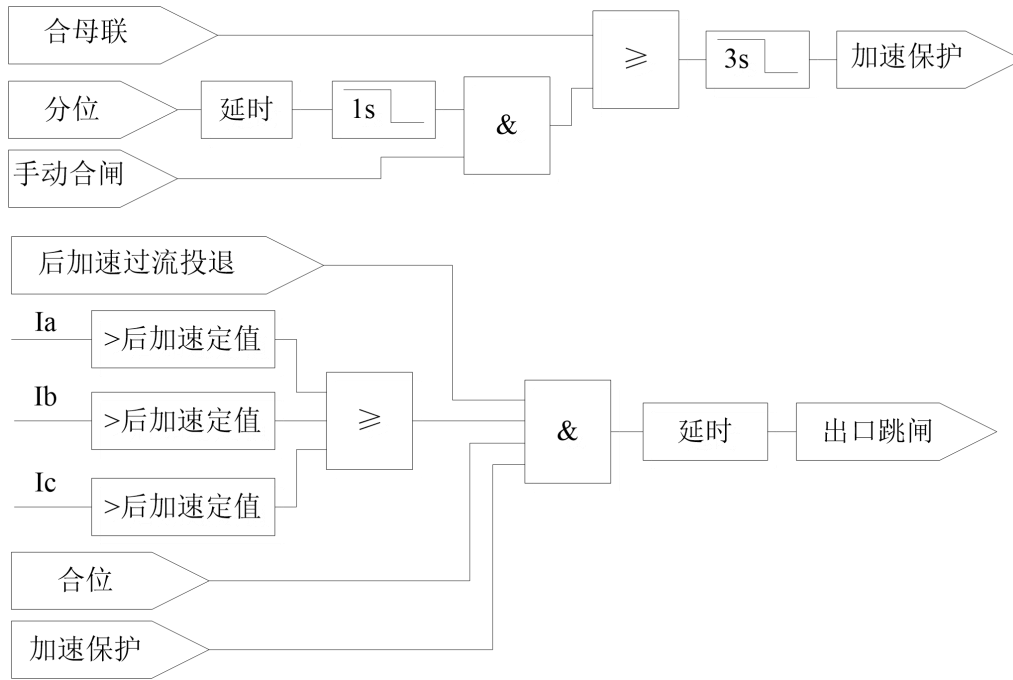 合母联
≥
3s
加速保护
分位
延时
1s
&
手动合闸
后加速过流投退
Ia
>后加速定值
Ib
>后加速定值
≥
&
延时
出口跳闸
Ic
>后加速定值
合位
加速保护